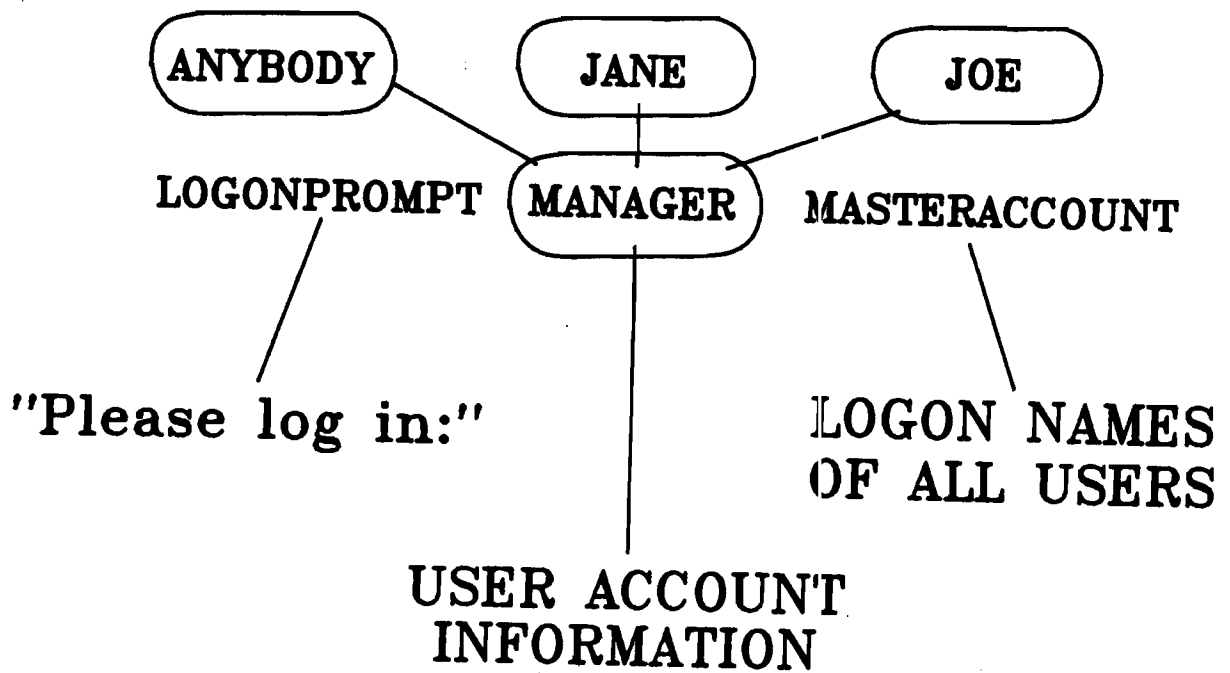 ANYBODY
JANE
JOE
LOGONPROMPT
MANAGER
MASTERACCOUNT
"Please log in:"
LOGON NAMES
OF ALL USERS
USER ACCOUNT
INFORMATION